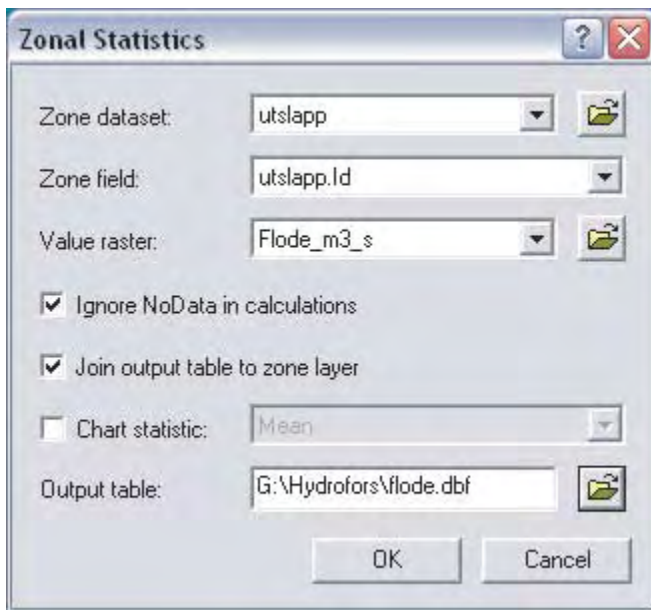 Zonal Statistics
Zone dataset: utslapp
Zone field: utslapp.Id
Value raster: Flode_m3_s
Ignore NoData in calculations
Join output table to zone layer
Chart statistic: Mean
Output table: G:\Hydrofors\flode.dbf
OK Cancel